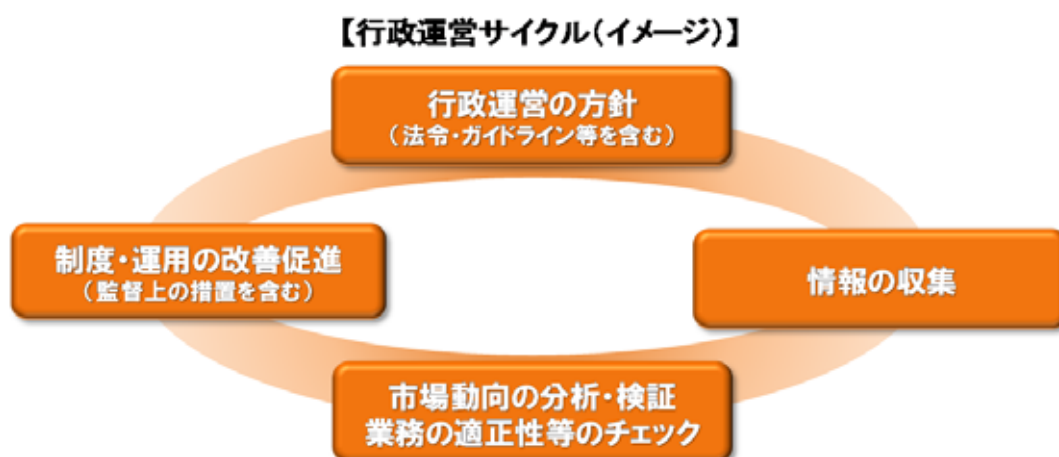 【行政運営サイクル（イメージ）】
行政運営の方針
（法令・ガイドライン等を含む）
制度・運用の改善促進
（監督上の措置を含む）
情報の収集
市場動向の分析・検証
業務の適正性等のチェック